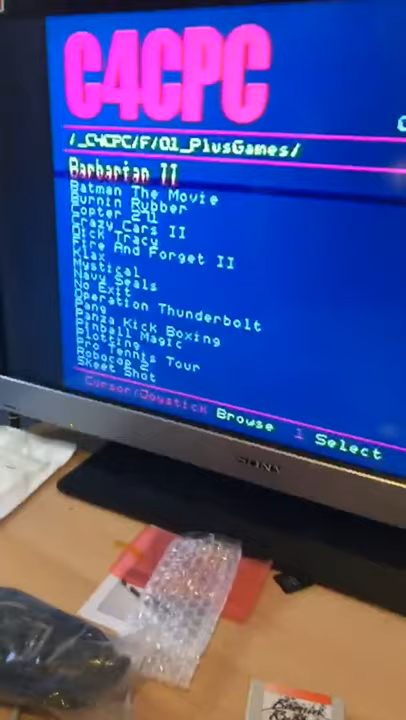 C4CPC
/_C4CPC/F/01_PlusGames/
Barbarian II
Batman The Movie
Burnin Rubber
Copter 271
Crazy Cars II
Dick Tracy
Fire And Forget II
Klax
Mystical
Navy Seals
No Exit
Operation Thunderbolt
Pang
Panza Kick Boxing
Pinball Magic
Plotting
Pro Tennis Tour
Robocop 2
Skeet Shot
Cursor/Joystick Browse 1 Select
SONY
Burnin